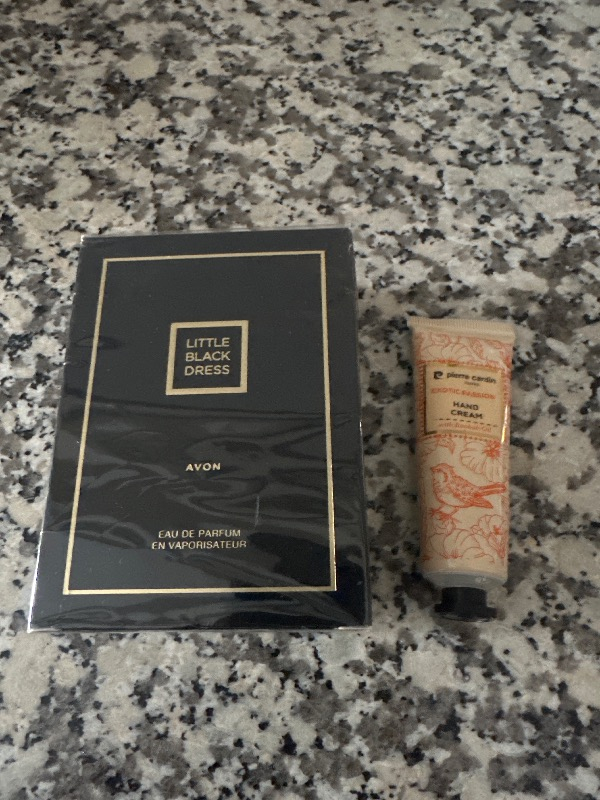 LITTLE
BLACK
DRESS
AVON
EAU DE PARFUM
EN VAPORISATEUR
pierre cardin
EXOTIC PASSION
HAND
CREAM